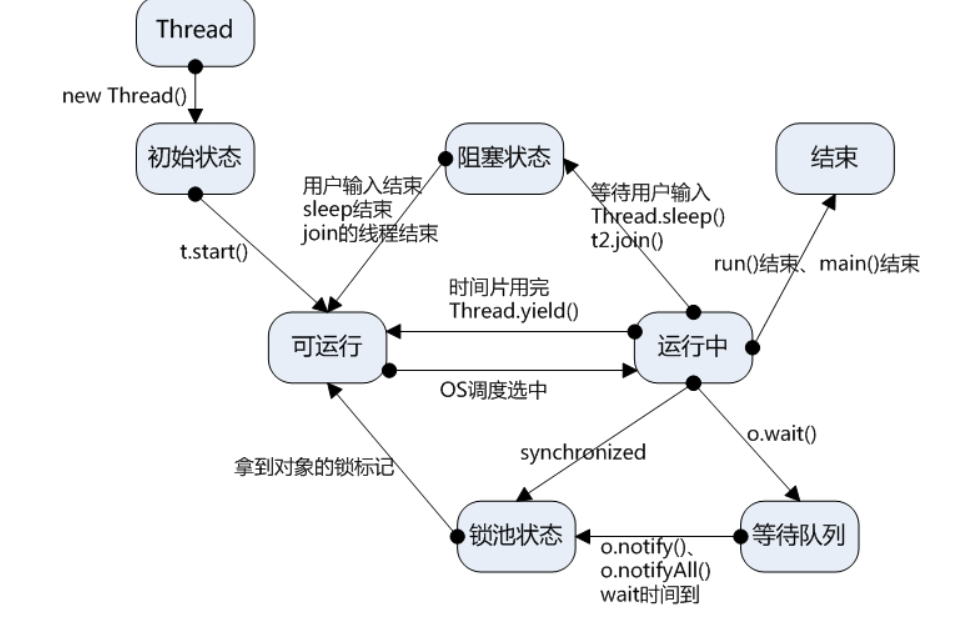 Thread
new Thread()
初始状态
阻塞状态
结束
用户输入结束
sleep结束
join的线程结束
等待用户输入
Thread.sleep()
t2.join()
t.start()
run()结束、main()结束
时间片用完
Thread.yield()
可运行
运行中
OS调度选中
synchronized
o.wait()
拿到对象的锁标记
锁池状态
等待队列
o.notify()、
o.notifyAll()
wait时间到